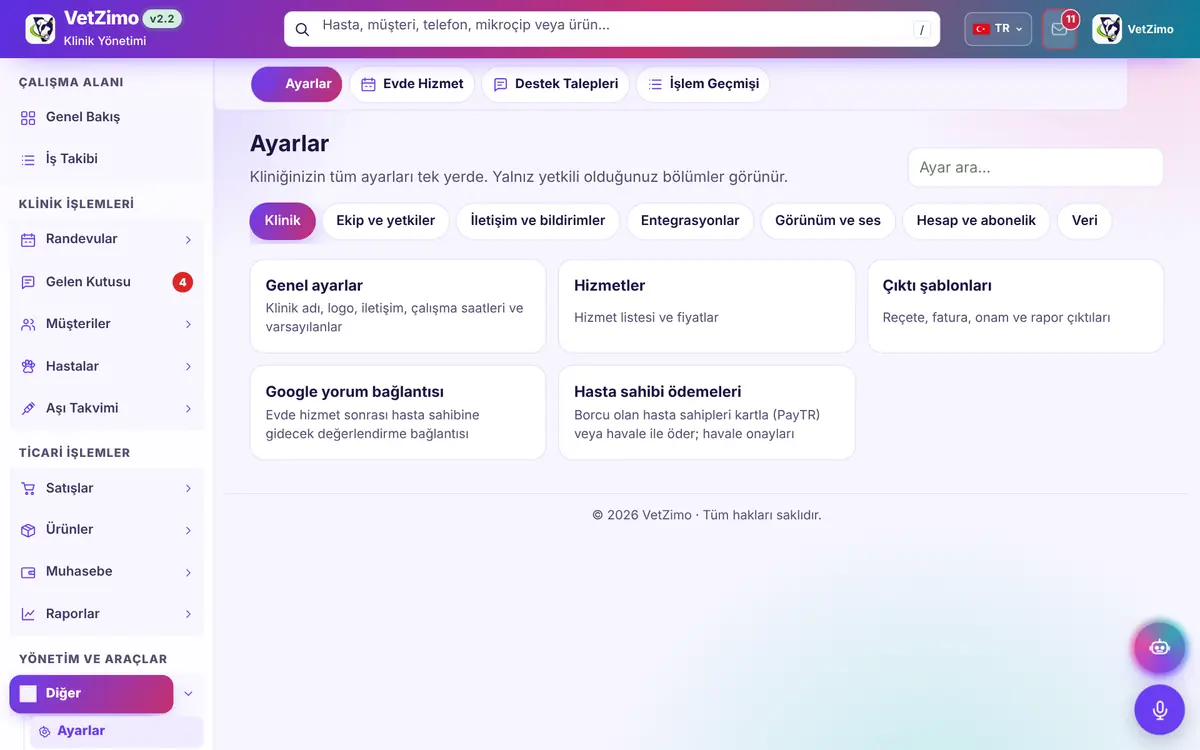 VetZimo v2.2
Klinik Yönetimi
Hasta, müşteri, telefon, mikroçip veya ürün...
/
TR
11
VetZimo
ÇALIŞMA ALANI
Genel Bakış
İş Takibi
KLİNİK İŞLEMLERİ
Randevular
Gelen Kutusu
4
Müşteriler
Hastalar
Aşı Takvimi
TİCARİ İŞLEMLER
Satışlar
Ürünler
Muhasebe
Raporlar
YÖNETİM VE ARAÇLAR
Diğer
Ayarlar
Ayarlar
Evde Hizmet
Destek Talepleri
İşlem Geçmişi
Ayarlar
Kliniğinizin tüm ayarları tek yerde. Yalnız yetkili olduğunuz bölümler görünür.
Ayar ara...
Klinik
Ekip ve yetkiler
İletişim ve bildirimler
Entegrasyonlar
Görünüm ve ses
Hesap ve abonelik
Veri
Genel ayarlar
Klinik adı, logo, iletişim, çalışma saatleri ve
varsayılanlar
Hizmetler
Hizmet listesi ve fiyatlar
Çıktı şablonları
Reçete, fatura, onam ve rapor çıktıları
Google yorum bağlantısı
Evde hizmet sonrası hasta sahibine
gidecek değerlendirme bağlantısı
Hasta sahibi ödemeleri
Borcu olan hasta sahipleri kartla (PayTR)
veya havale ile öder; havale onayları
© 2026 VetZimo · Tüm hakları saklıdır.